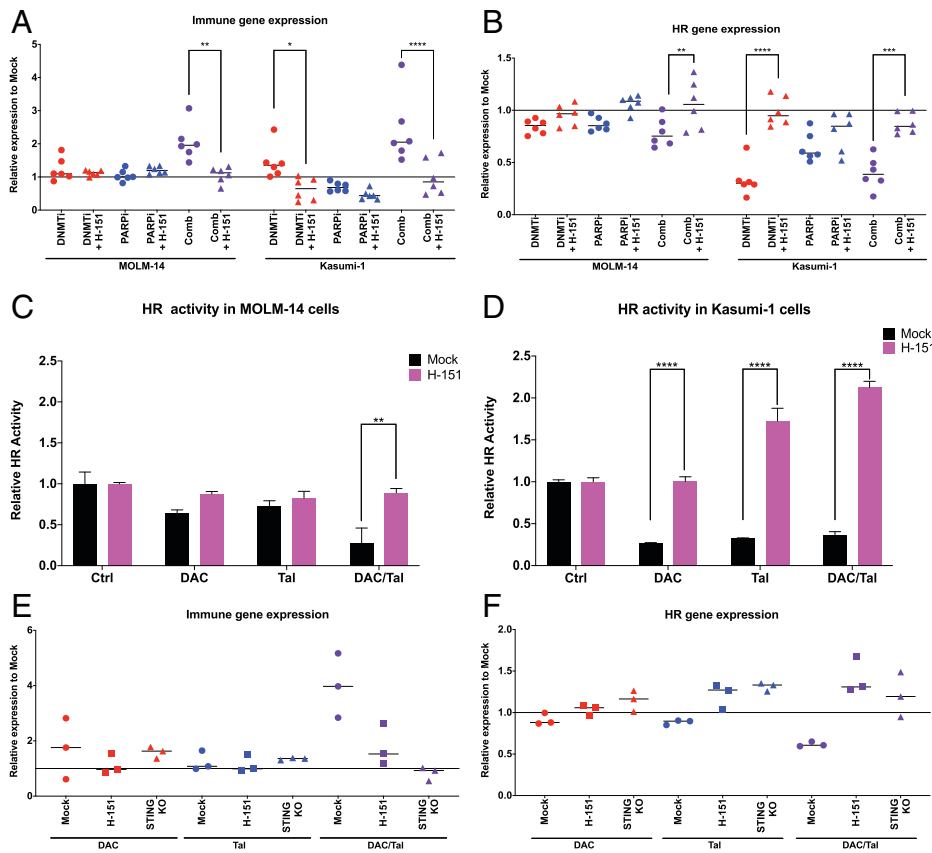 A
Immune gene expression
Relative expression to Mock
5
4
3
2
1
0
** * ****
DNMTi
DNMTi + H-151
PARPi
PARPi + H-151
Comb
Comb + H-151
DNMTi
DNMTi + H-151
PARPi
PARPi + H-151
Comb
Comb + H-151
MOLM-14 Kasumi-1
B
HR gene expression
Relative expression to Mock
1.5
1.0
0.5
0.0
** **** ***
DNMTi
DNMTi + H-151
PARPi
PARPi + H-151
Comb
Comb + H-151
DNMTi
DNMTi + H-151
PARPi
PARPi + H-151
Comb
Comb + H-151
MOLM-14 Kasumi-1
C
HR activity in MOLM-14 cells
Relative HR Activity
2.5
2.0
1.5
1.0
0.5
0.0
Mock
H-151
**
Ctrl DAC Tal DAC/Tal
D
HR activity in Kasumi-1 cells
Relative HR Activity
2.5
2.0
1.5
1.0
0.5
0.0
Mock
H-151
**** **** ****
Ctrl DAC Tal DAC/Tal
E
Immune gene expression
Relative expression to Mock
6
4
2
1
0
Mock
H-151
STING KO
Mock
H-151
STING KO
Mock
H-151
STING KO
DAC Tal DAC/Tal
F
HR gene expression
Relative expression to Mock
2.0
1.5
1.0
0.5
0.0
Mock
H-151
STING KO
Mock
H-151
STING KO
Mock
H-151
STING KO
DAC Tal DAC/Tal